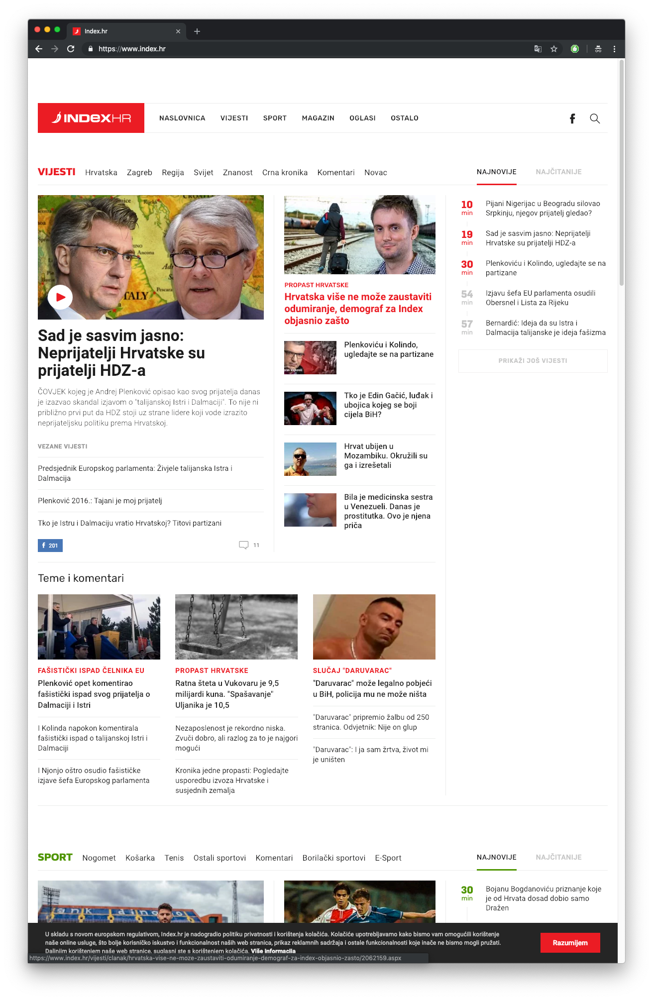 Index.hr
https://www.index.hr
INDEXHR
NASLOVNICA VIJESTI SPORT MAGAZIN OGLASI OSTALO
VIJESTI Hrvatska Zagreb Regija Svijet Znanost Crna kronika Komentari Novac
NAJNOVIJE NAJČITANIJE
Sad je sasvim jasno:
Neprijatelji Hrvatske su
prijatelji HDZ-a
ČOVJEK kojeg je Andrej Plenković opisao kao svog prijatelja danas
je izazvao skandal izjavom o "talijanskoj Istri i Dalmaciji". To nije ni
približno prvi put da HDZ stoji uz strane lidere koji vode izrazito
neprijateljsku politiku prema Hrvatskoj.
VEZANE VIJESTI
Predsjednik Europskog parlamenta: Živjele talijanska Istra i
Dalmacija
Plenković 2016.: Tajani je moj prijatelj
Tko je Istru i Dalmaciju vratio Hrvatskoj? Titovi partizani
201
11
PROPAST HRVATSKE
Hrvatska više ne može zaustaviti
odumiranje, demograf za Index
objasnio zašto
Plenkoviću i Kolindo,
ugledajte se na partizane
Tko je Edin Gačić, luđak i
ubojica kojeg se boji
cijela BiH?
Hrvat ubijen u
Mozambiku. Okružili su
ga i izrešetali
Bila je medicinska sestra
u Venezueli. Danas je
prostitutka. Ovo je njena
priča
10 min
Pijani Nigerijac u Beogradu silovao
Srpkinju, njegov prijatelj gledao?
19 min
Sad je sasvim jasno: Neprijatelji
Hrvatske su prijatelji HDZ-a
30 min
Plenkoviću i Kolindo, ugledajte se na
partizane
54 min
Izjavu šefa EU parlamenta osudili
Obersnel i Lista za Rijeku
57 min
Bernardić: Ideja da su Istra i
Dalmacija talijanske je ideja fašizma
PRIKAŽI JOŠ VIJESTI
Teme i komentari
FAŠISTIČKI ISPAD ČELNIKA EU
Plenković opet komentirao
fašistički ispad svog prijatelja o
Dalmaciji i Istri
I Kolinda napokon komentirala
fašistički ispad o talijanskoj Istri i
Dalmaciji
I Njonjo oštro osudio fašističke
izjave šefa Europskog parlamenta
PROPAST HRVATSKE
Ratna šteta u Vukovaru je 9,5
milijardi kuna. "Spašavanje"
Uljanika je 10,5
Nezaposlenost je rekordno niska.
Zvuči dobro, ali razlog za to je najgori
mogući
Kronika jedne propasti: Pogledajte
usporedbu izvoza Hrvatske i
susjednih zemalja
SLUČAJ "DARUVARAC"
"Daruvarac" može legalno pobjeći
u BiH, policija mu ne može ništa
"Daruvarac" pripremio žalbu od 250
stranica. Odvjetnik: Nije on glup
"Daruvarac": I ja sam žrtva, život mi
je uništen
SPORT Nogomet Košarka Tenis Ostali sportovi Komentari Borilački sportovi E-Sport
NAJNOVIJE NAJČITANIJE
30 min
Bojanu Bogdanoviću priznanje koje
je od Hrvata dosad dobio samo
Dražen
U skladu s novom europskom regulativom, Index.hr je nadogradio politiku privatnosti i korištenja kolačića. Kolačiće upotrebljavamo kako bismo vam omogućili korištenje
naše online usluge, što bolje korisničko iskustvo i funkcionalnost naših web stranica, prikaz reklamnih sadržaja i ostale funkcionalnosti koje inače ne bismo mogli pružati.
Daljnjim korištenjem naše web stranice, suglasni ste s korištenjem kolačića. Više informacija
Razumijem
https://www.index.hr/vijesti/clanak/hrvatska-vise-ne-moze-zaustaviti-odumiranje-demograf-za-index-objasnio-zasto/2062159.aspx